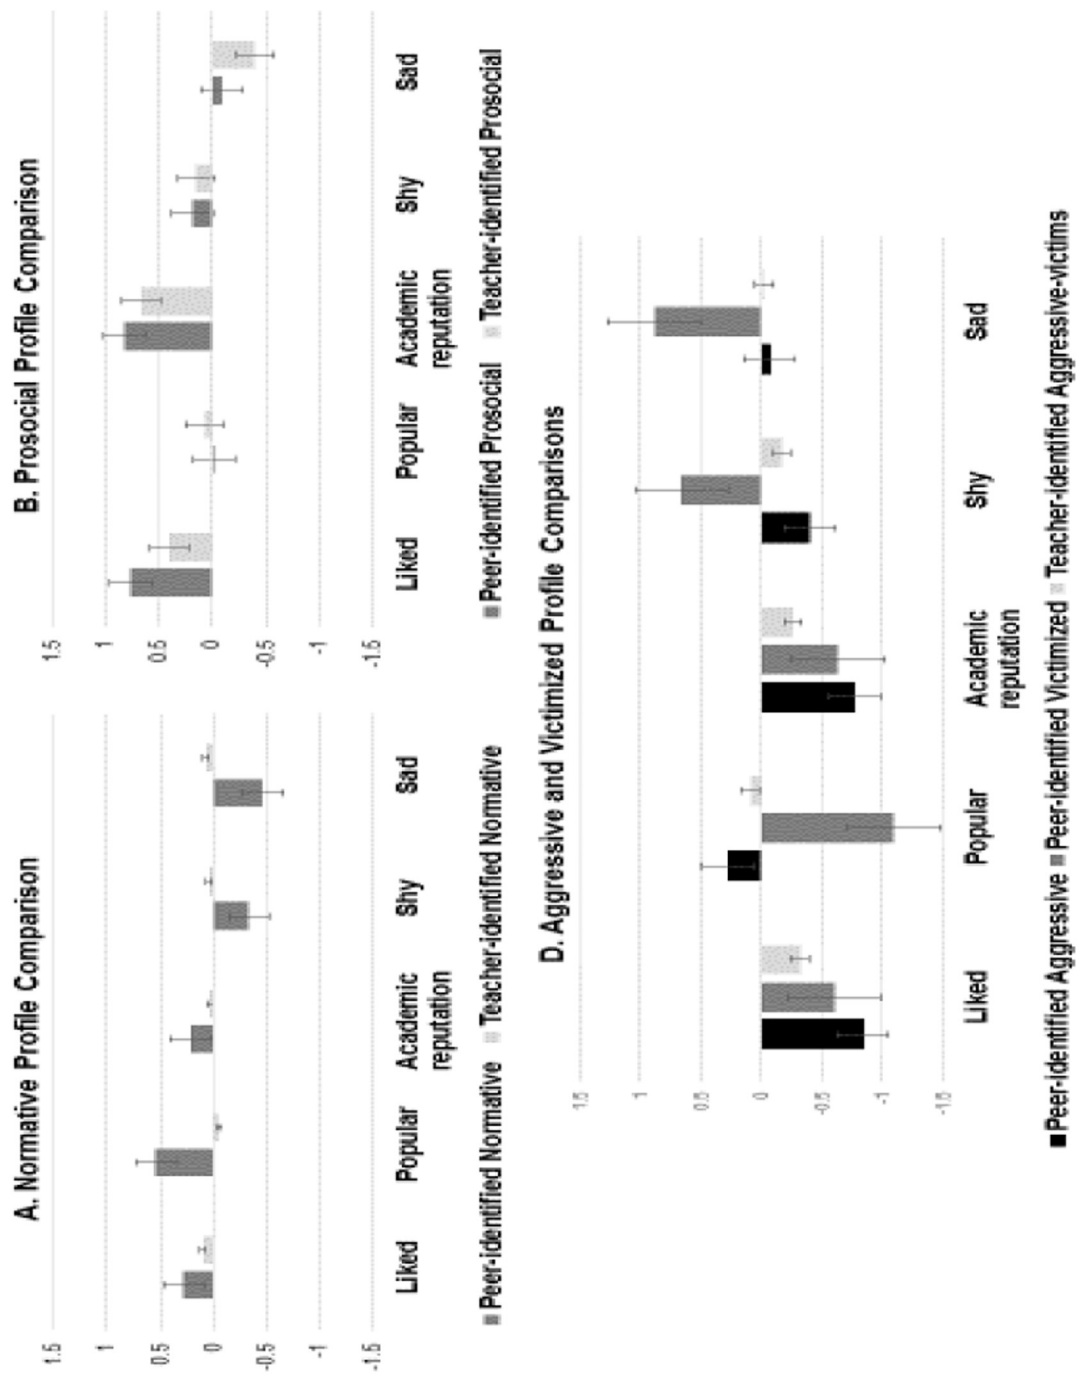 A. Normative Profile Comparison
1.5
1
0.5
0
-0.5
-1
-1.5
Liked
Popular
Academic
reputation
Shy
Sad
Peer-identified Normative
Teacher-identified Normative
B. Prosocial Profile Comparison
1.5
1
0.5
0
-0.5
-1
-1.5
Liked
Popular
Academic
reputation
Shy
Sad
Peer-identified Prosocial
Teacher-identified Prosocial
D. Aggressive and Victimized Profile Comparisons
1.5
1
0.5
0
-0.5
-1
-1.5
Liked
Popular
Academic
reputation
Shy
Sad
Peer-identified Aggressive
Peer-identified Victimized
Teacher-identified Aggressive-victims